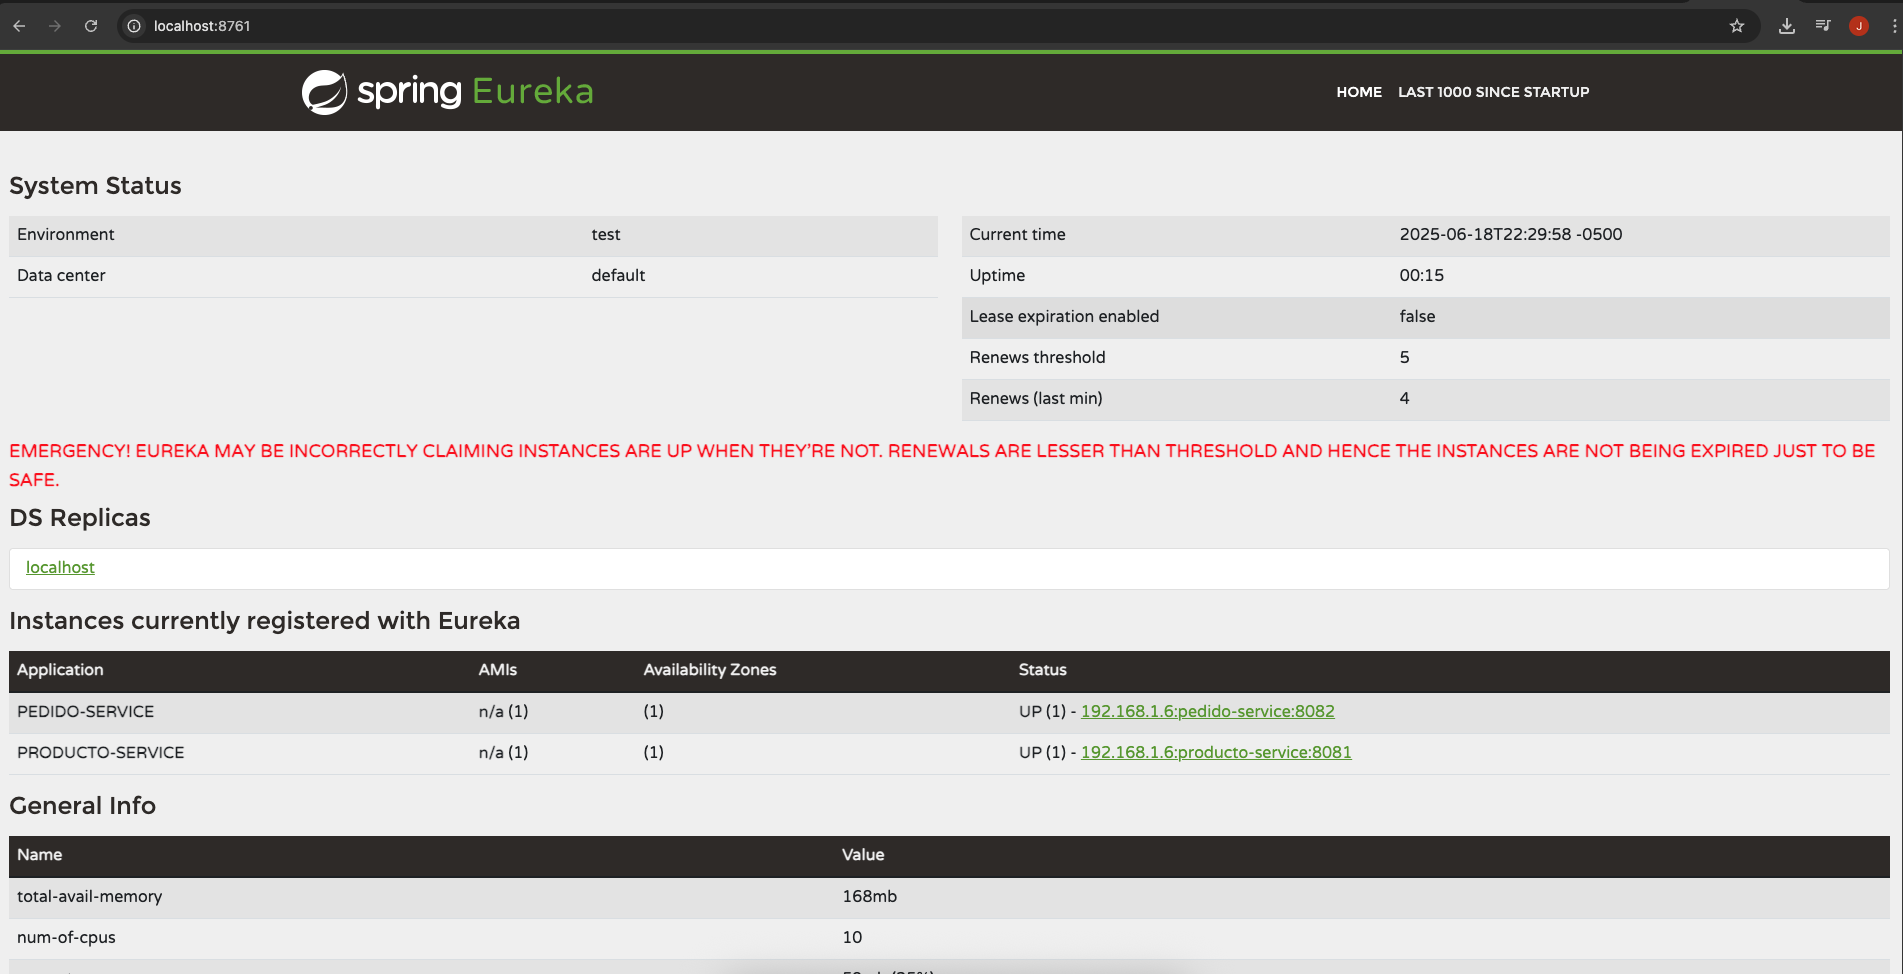 localhost:8761
J
spring Eureka
HOME LAST 1000 SINCE STARTUP
System Status
Environment test
Data center default
Current time 2025-06-18T22:29:58 -0500
Uptime 00:15
Lease expiration enabled false
Renews threshold 5
Renews (last min) 4
EMERGENCY! EUREKA MAY BE INCORRECTLY CLAIMING INSTANCES ARE UP WHEN THEY'RE NOT. RENEWALS ARE LESSER THAN THRESHOLD AND HENCE THE INSTANCES ARE NOT BEING EXPIRED JUST TO BE
SAFE.
DS Replicas
localhost
Instances currently registered with Eureka
Application AMIs Availability Zones Status
PEDIDO-SERVICE n/a (1) (1) UP (1) - 192.168.1.6:pedido-service:8082
PRODUCTO-SERVICE n/a (1) (1) UP (1) - 192.168.1.6:producto-service:8081
General Info
Name Value
total-avail-memory 168mb
num-of-cpus 10